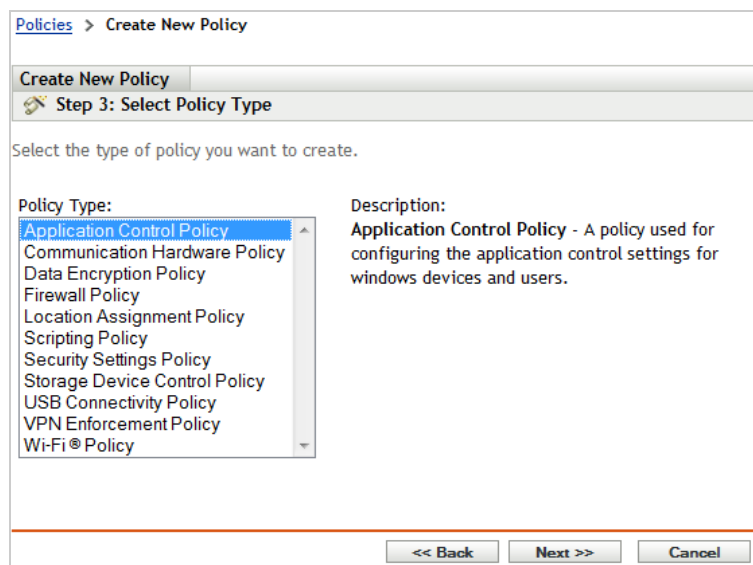 Policies > Create New Policy
Create New Policy
Step 3: Select Policy Type
Select the type of policy you want to create.
Policy Type:
Application Control Policy
Communication Hardware Policy
Data Encryption Policy
Firewall Policy
Location Assignment Policy
Scripting Policy
Security Settings Policy
Storage Device Control Policy
USB Connectivity Policy
VPN Enforcement Policy
Wi-Fi ® Policy
Description:
Application Control Policy - A policy used for
configuring the application control settings for
windows devices and users.
<< Back
Next >>
Cancel